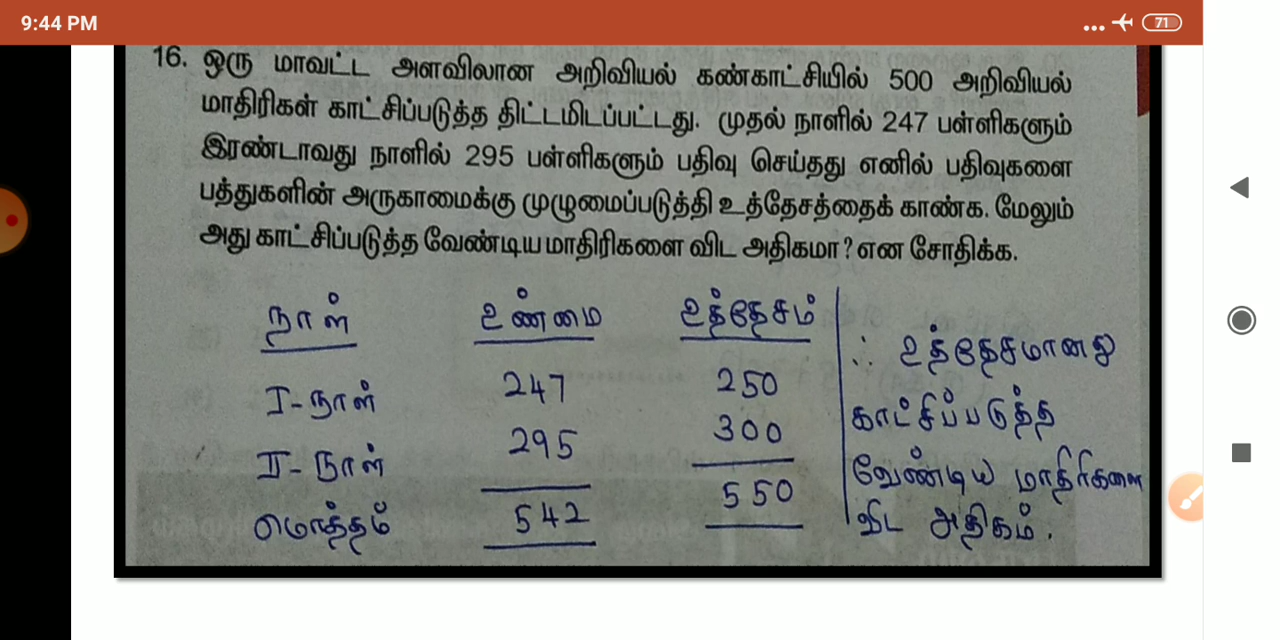 9:44 PM
71
16. ஒரு மாவட்ட அளவிலான அறிவியல் கண்காட்சியில் 500 அறிவியல்
மாதிரிகள் காட்சிப்படுத்த திட்டமிடப்பட்டது. முதல் நாளில் 247 பள்ளிகளும்
இரண்டாவது நாளில் 295 பள்ளிகளும் பதிவு செய்தது எனில் பதிவுகளை
பத்துகளின் அருகாமைக்கு முழுமைப்படுத்தி உத்தேசத்தைக் காண்க. மேலும்
அது காட்சிப்படுத்த வேண்டிய மாதிரிகளை விட அதிகமா? என சோதிக்க.
நாள் உண்மை உத்தேசம்
I-நாள் 247 250
II-நாள் 295 300
மொத்தம் 542 550
∴ உத்தேசமானது
காட்சிப்படுத்த
வேண்டிய மாதிரிகளை
விட அதிகம்.